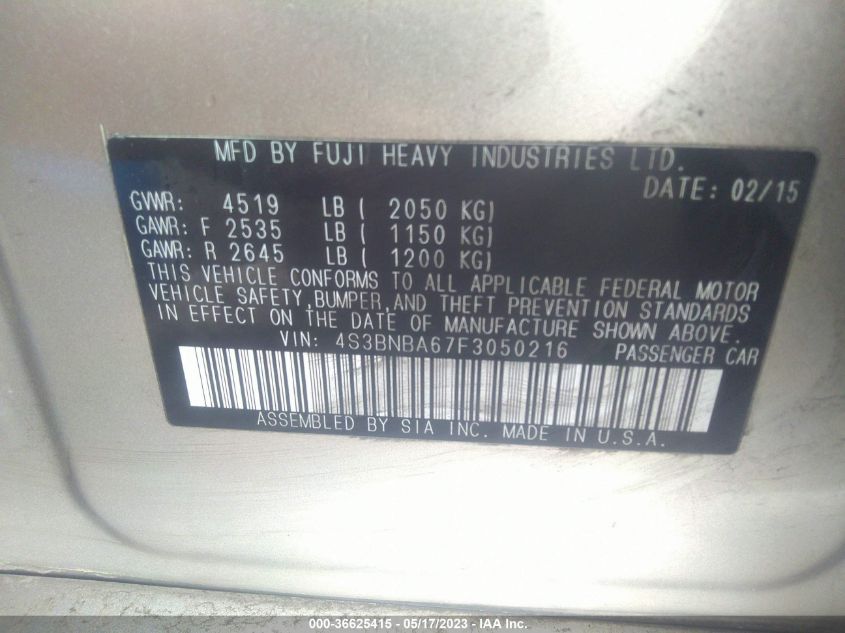 MFD BY FUJI HEAVY INDUSTRIES LTD.
DATE: 02/15
GVWR: 4519 LB ( 2050 KG)
GAWR: F 2535 LB ( 1150 KG)
GAWR: R 2645 LB ( 1200 KG)
THIS VEHICLE CONFORMS TO ALL APPLICABLE FEDERAL MOTOR
VEHICLE SAFETY, BUMPER, AND THEFT PREVENTION STANDARDS
IN EFFECT ON THE DATE OF MANUFACTURE SHOWN ABOVE.
VIN: 4S3BNBA67F3050216 PASSENGER CAR
ASSEMBLED BY SIA INC. MADE IN U.S.A.
000-36625415 - 05/17/2023 - IAA Inc.